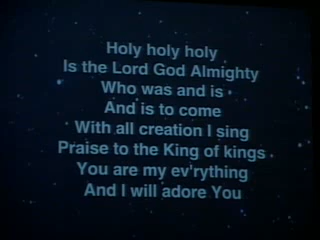 Holy holy holy
Is the Lord God Almighty
Who was and is
And is to come
With all creation I sing
Praise to the King of kings
You are my ev'rything
And I will adore You